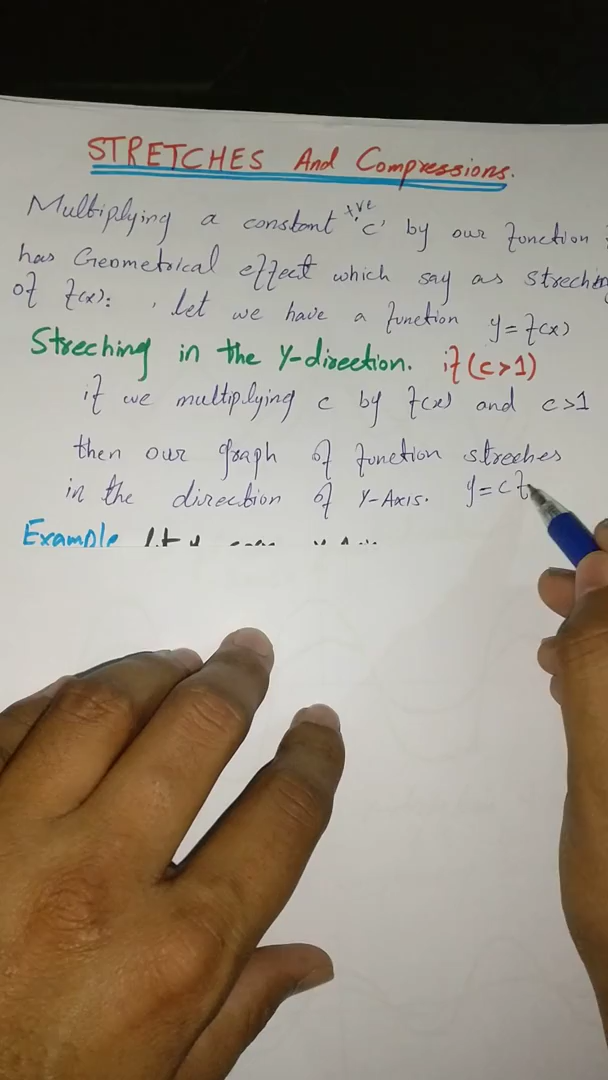 STRETCHES And Compressions.
Multiplying a constant +ve 'c' by our function
has Geometrical effect which say as Streching
of f(x). , let we have a function y = f(x)
Streching in the Y-direction. if (c>1)
if we multiplying c by f(x) and c>1
then our graph of function streches
in the direction of Y-Axis. y = c f
Example